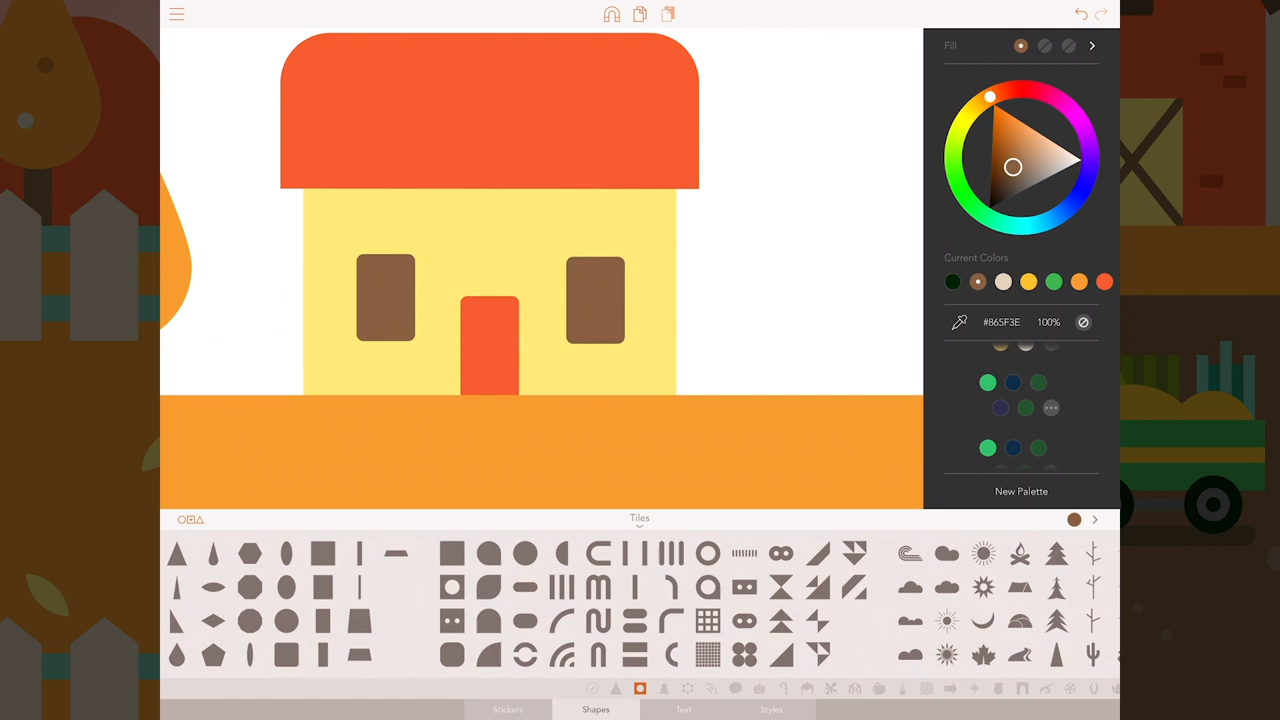 Fill
Current Colors
#865F3E 100%
New Palette
Tiles
Stickers Shapes Text Styles